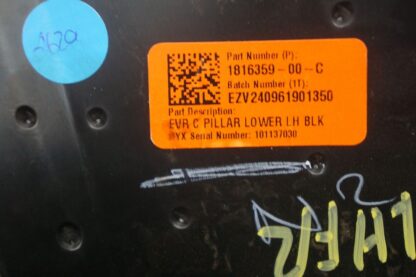 2620
Part Number (P):
1816359-00-C
Batch Number (1T):
EZV240961901350
Part Description:
EVR C PILLAR LOWER LH BLK
YX Serial Number: 101137030